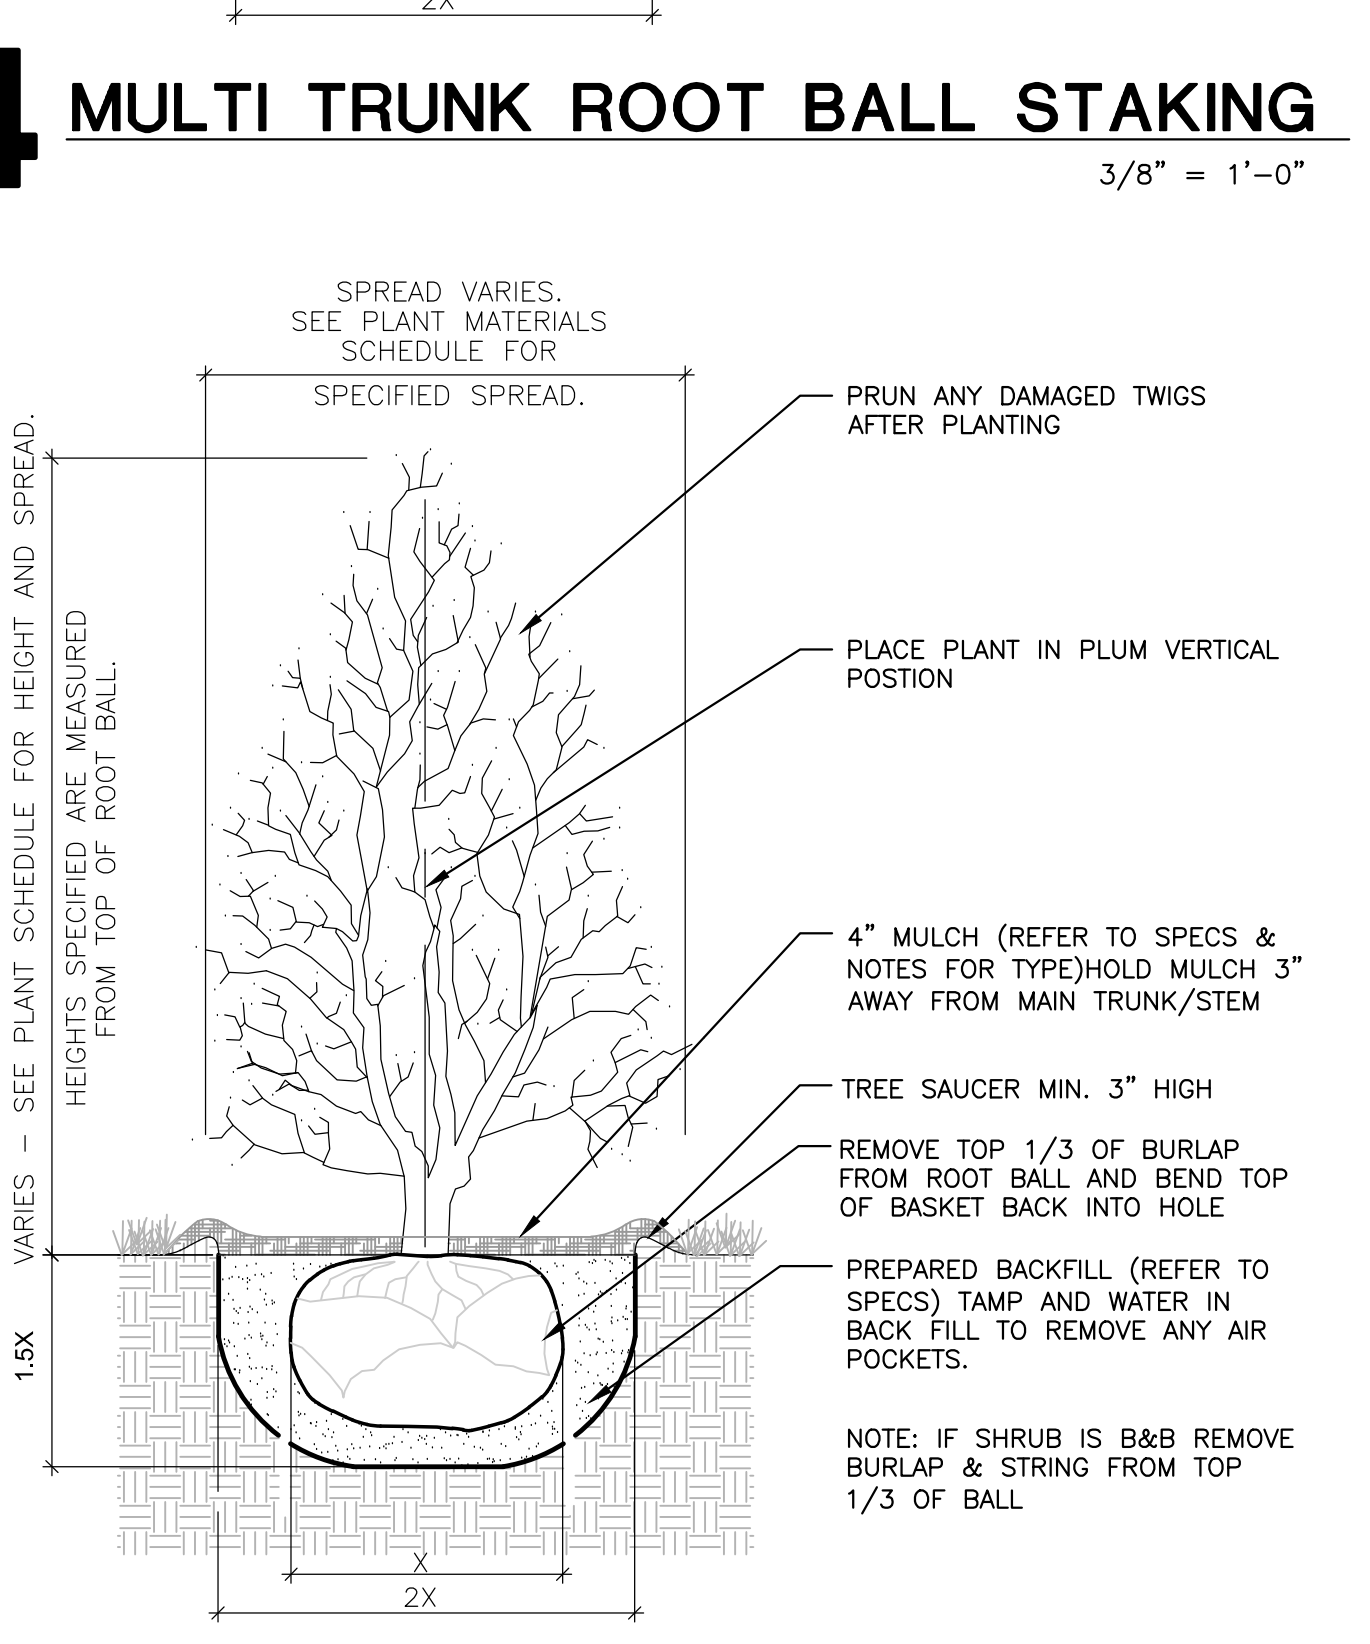 2X
4
MULTI TRUNK ROOT BALL STAKING
3/8" = 1'-0"
SPREAD VARIES.
SEE PLANT MATERIALS
SCHEDULE FOR
SPECIFIED SPREAD.
VARIES - SEE PLANT SCHEDULE FOR HEIGHT AND SPREAD.
HEIGHTS SPECIFIED ARE MEASURED
FROM TOP OF ROOT BALL.
1.5X
PRUN ANY DAMAGED TWIGS
AFTER PLANTING
PLACE PLANT IN PLUM VERTICAL
POSTION
4" MULCH (REFER TO SPECS &
NOTES FOR TYPE)HOLD MULCH 3"
AWAY FROM MAIN TRUNK/STEM
TREE SAUCER MIN. 3" HIGH
REMOVE TOP 1/3 OF BURLAP
FROM ROOT BALL AND BEND TOP
OF BASKET BACK INTO HOLE
PREPARED BACKFILL (REFER TO
SPECS) TAMP AND WATER IN
BACK FILL TO REMOVE ANY AIR
POCKETS.
NOTE: IF SHRUB IS B&B REMOVE
BURLAP & STRING FROM TOP
1/3 OF BALL
X
2X